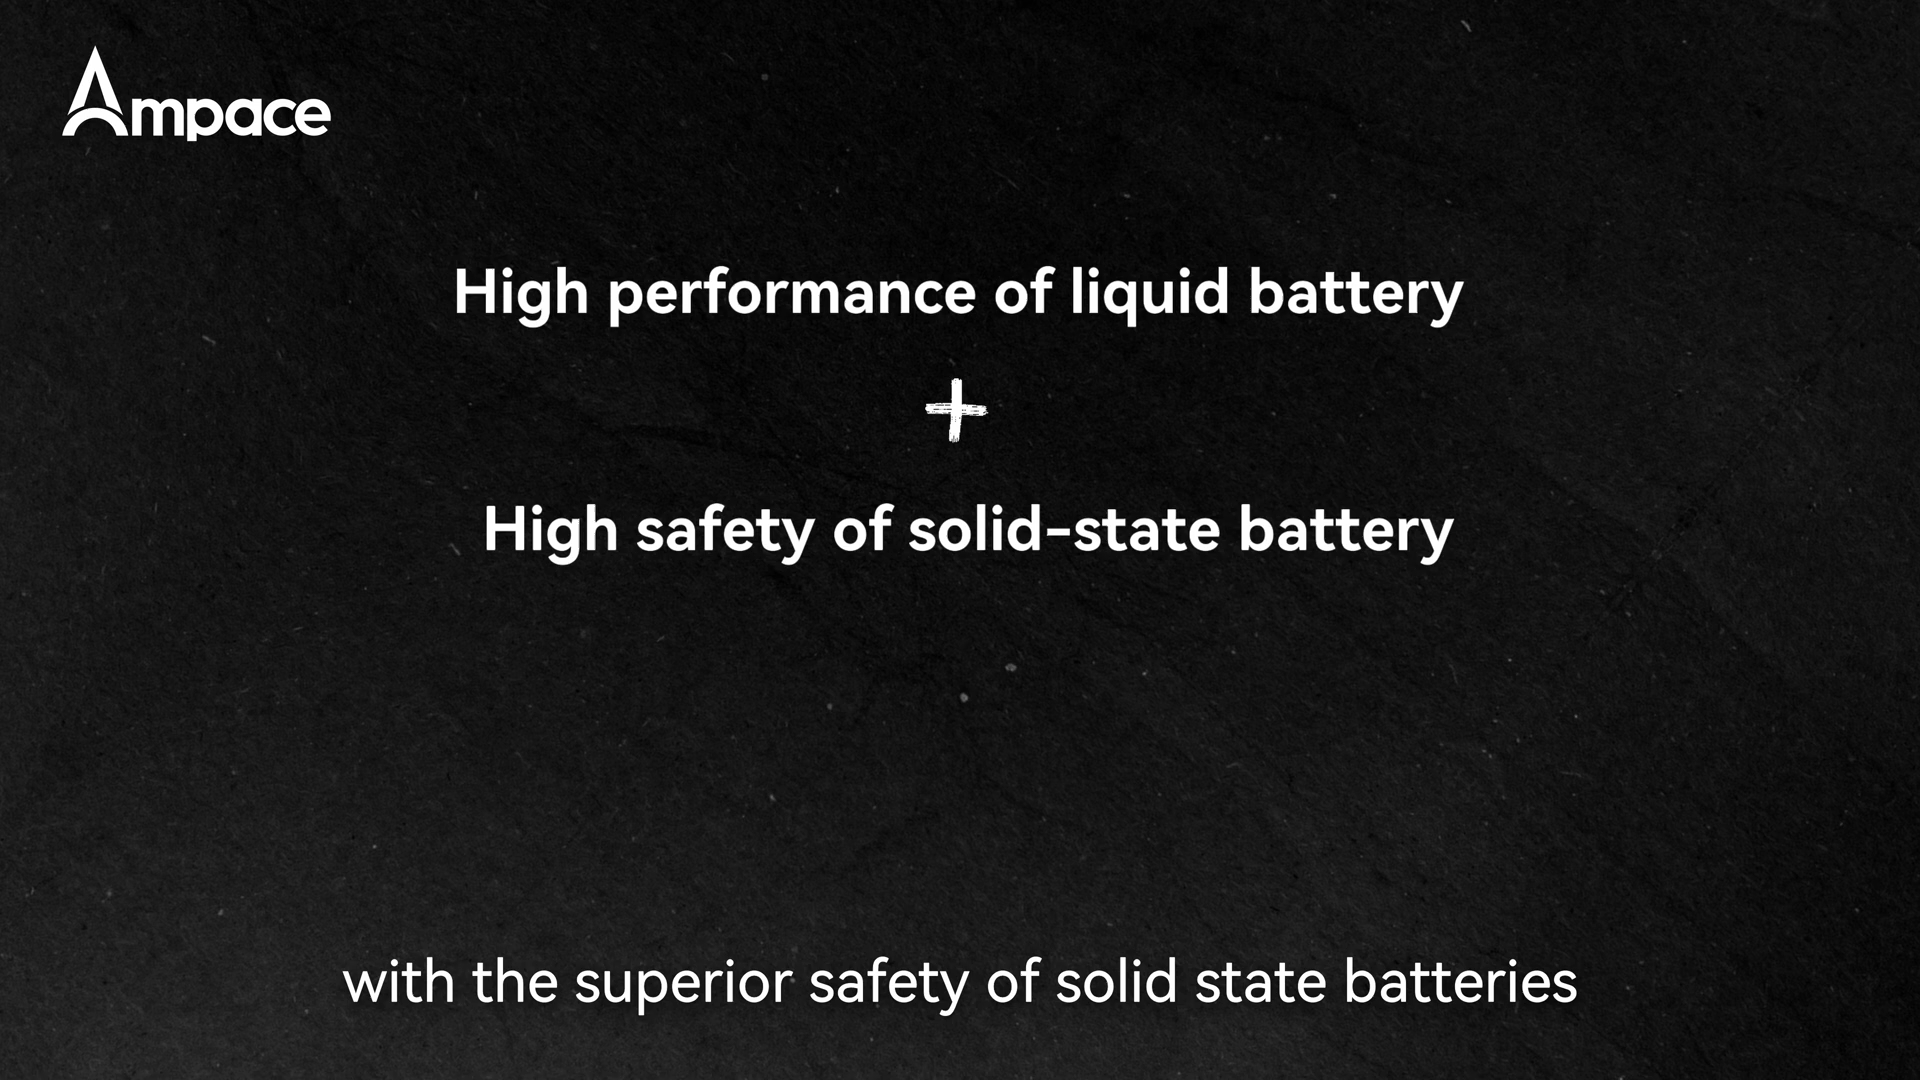 Ampace
High performance of liquid battery
+
High safety of solid-state battery
with the superior safety of solid state batteries